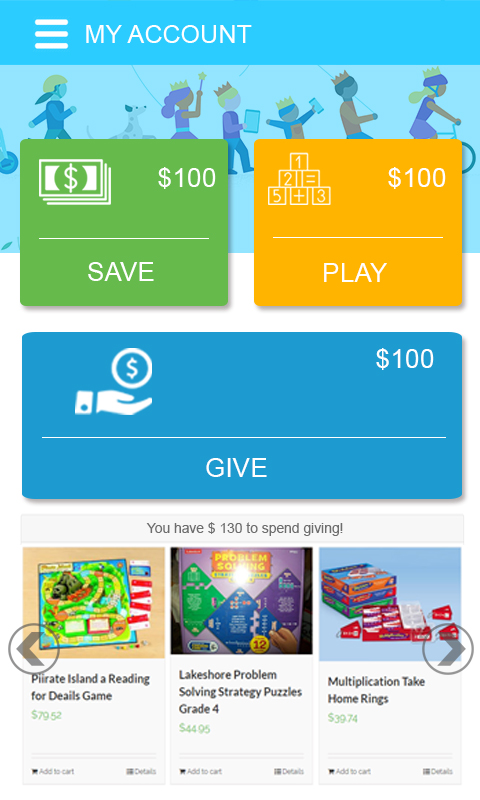 MY ACCOUNT
$100
1
2 =
5 + 3
$100
SAVE
PLAY
$100
GIVE
You have $ 130 to spend giving!
PROBLEM
SOLVING
12
Piirate Island a Reading
for Deails Game
$79.52
Lakeshore Problem
Solving Strategy Puzzles
Grade 4
$44.95
Multiplication Take
Home Rings
$39.74
Add to cart
Details
Add to cart
Details
Add to cart
Details